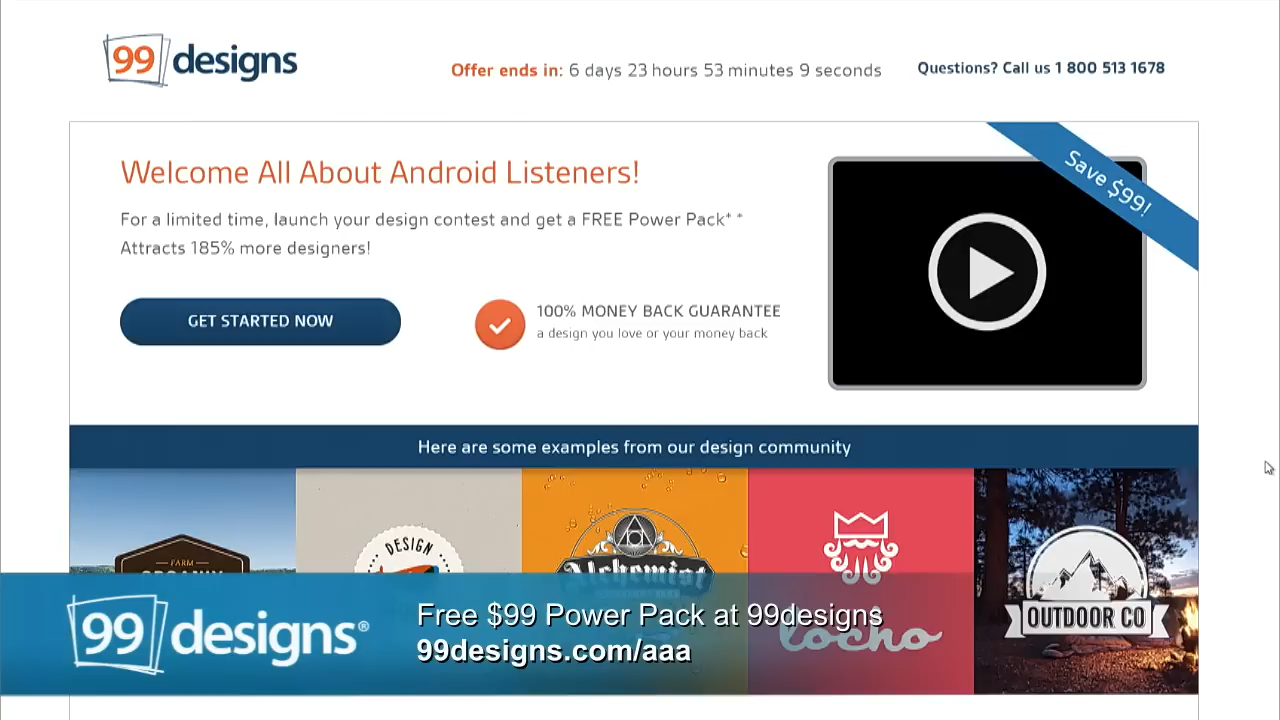 99designs
Offer ends in: 6 days 23 hours 53 minutes 9 seconds
Questions? Call us 1 800 513 1678
Welcome All About Android Listeners!
For a limited time, launch your design contest and get a FREE Power Pack* *
Attracts 185% more designers!
Save $99!
GET STARTED NOW
100% MONEY BACK GUARANTEE
a design you love or your money back
Here are some examples from our design community
FARM
DESIGN
Alchemist
locho
OUTDOOR CO
99designs®
Free $99 Power Pack at 99designs
99designs.com/aaa